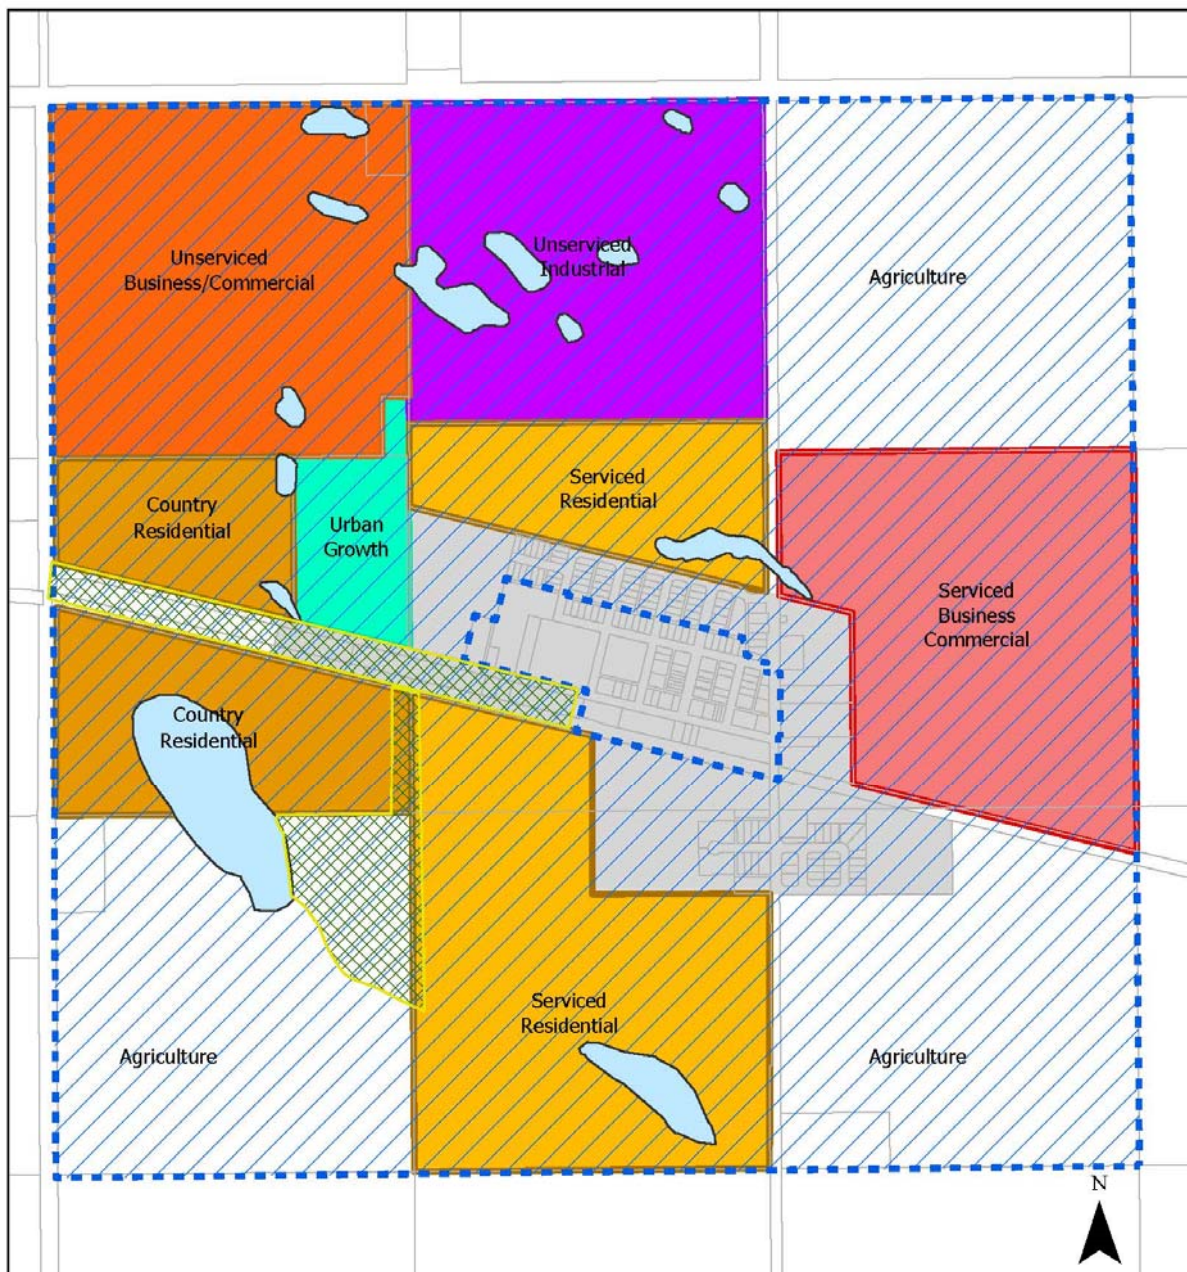 Unserviced
Business/Commercial
Unserviced
Industrial
Agriculture
Country
Residential
Urban
Growth
Serviced
Residential
Serviced
Business
Commercial
Country
Residential
Agriculture
Serviced
Residential
Agriculture
N